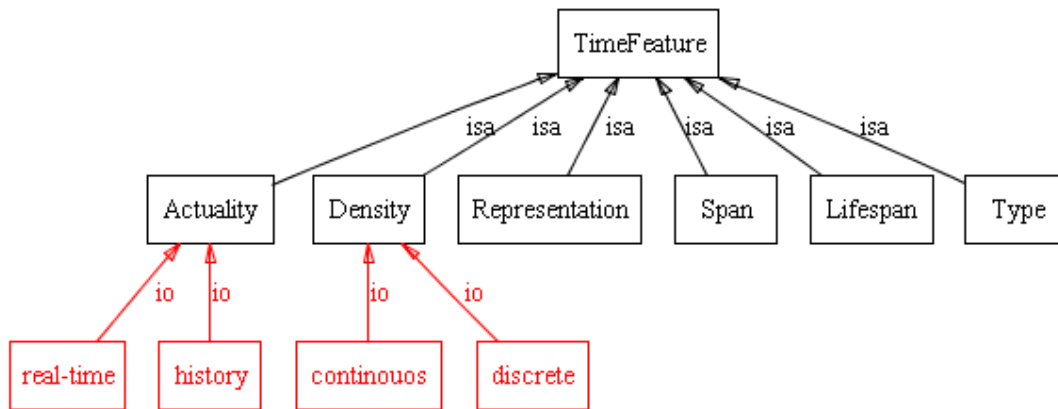 TimeFeature
isa
isa
isa
isa
isa
isa
Actuality
Density
Representation
Span
Lifespan
Type
io
io
io
io
real-time
history
continouos
discrete